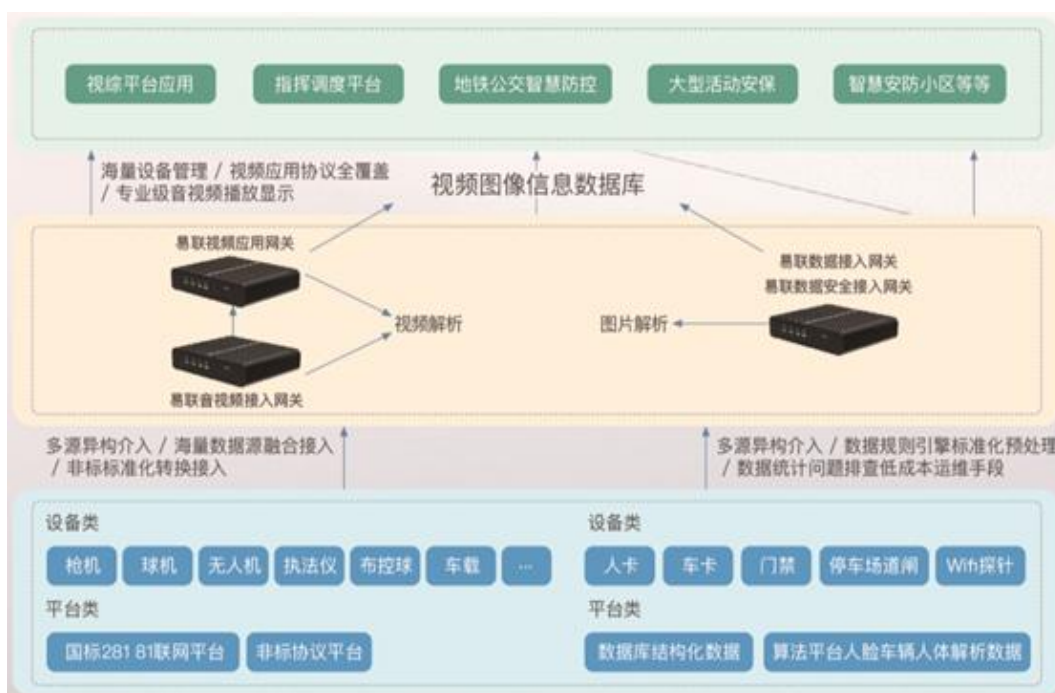 视综平台应用
指挥调度平台
地铁公交智慧防控
大型活动安保
智慧安防小区等等
海量设备管理 / 视频应用协议全覆盖
/ 专业级音视频播放显示
视频图像信息数据库
易联视频应用网关
易联音视频接入网关
视频解析
图片解析
易联数据接入网关
易联数据安全接入网关
多源异构介入 / 海量数据源融合接入
/ 非标标准化转换接入
多源异构介入 / 数据规则引擎标准化预处理
/ 数据统计问题排查低成本运维手段
设备类
枪机
球机
无人机
执法仪
布控球
车载
...
平台类
国标281 81联网平台
非标协议平台
设备类
人卡
车卡
门禁
停车场道闸
Wifi探针
平台类
数据库结构化数据
算法平台人脸车辆人体解析数据